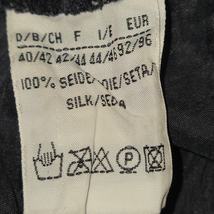 D/B/CH F I/E EUR
40/42 42/44 44/46 92/96
100% SEIDE/SOIE/SETA/
SILK/SEDA
P